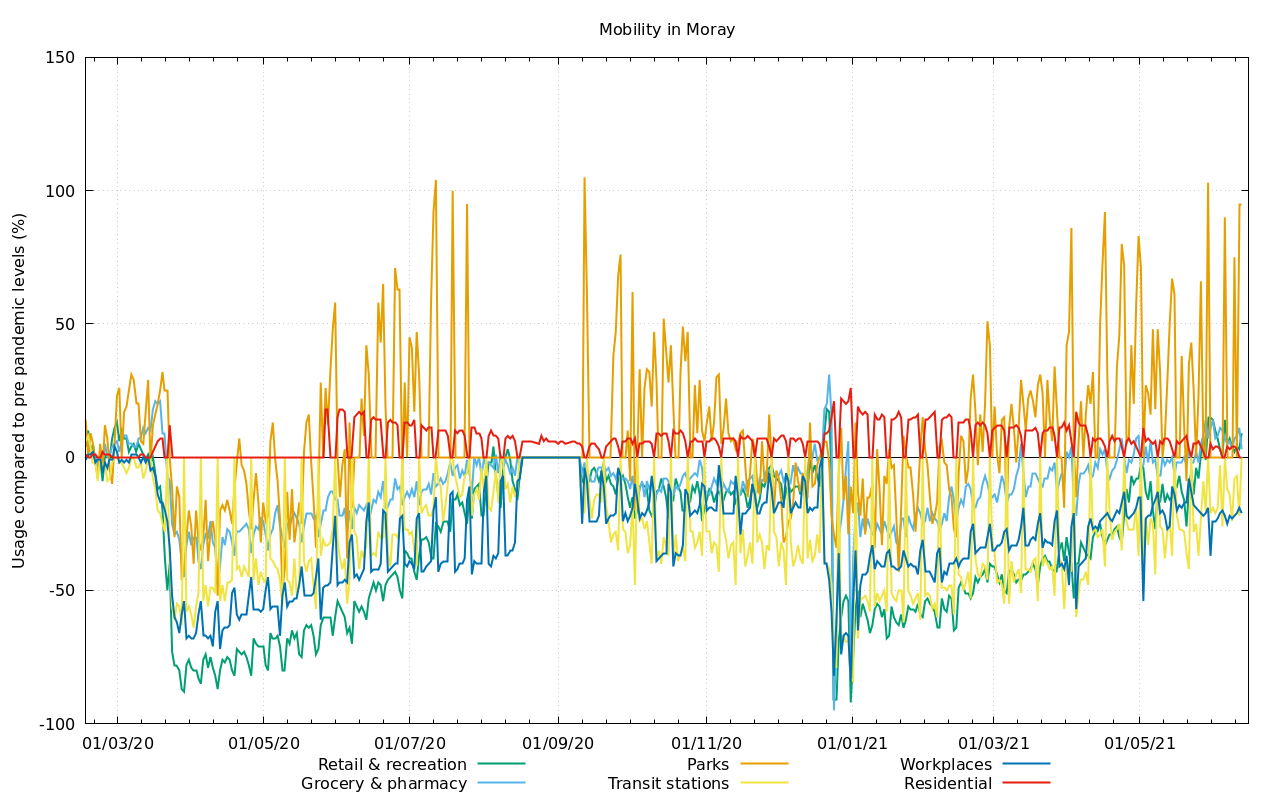 Mobility in Moray
Usage compared to pre pandemic levels (%)
150
100
50
0
-50
-100
01/03/20 01/05/20 01/07/20 01/09/20 01/11/20 01/01/21 01/03/21 01/05/21
Retail & recreation Parks Workplaces
Grocery & pharmacy Transit stations Residential